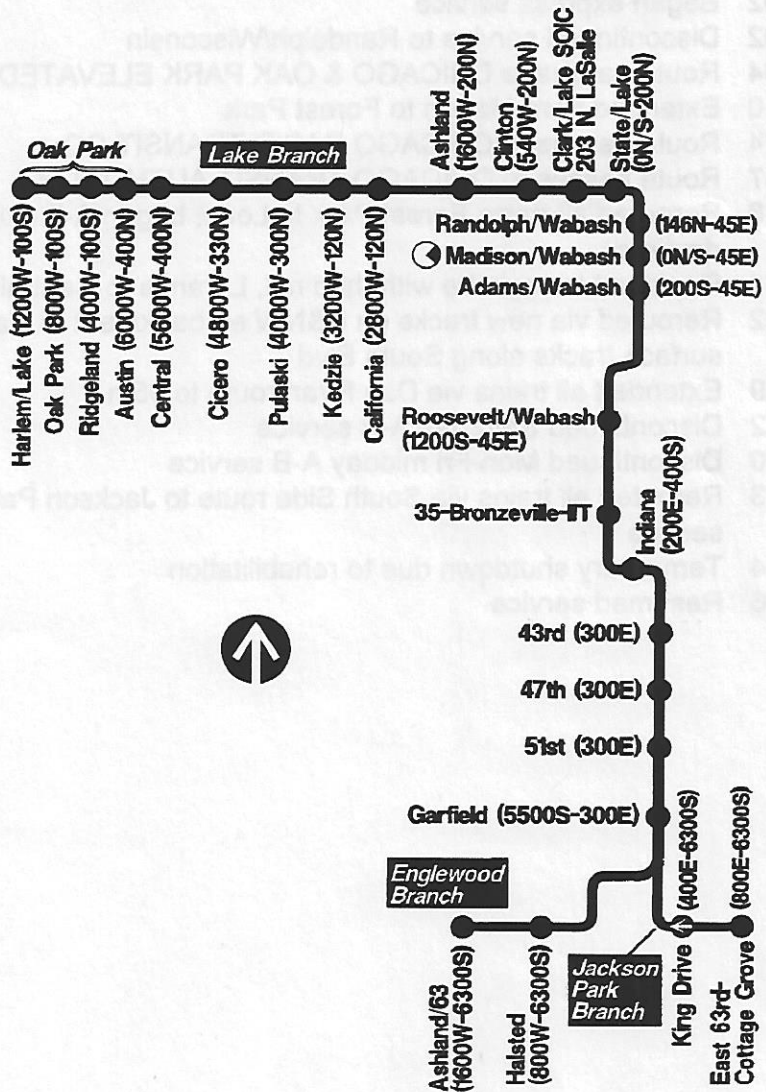 Oak Park
Lake Branch
Harlem/Lake (1200W-100S)
Oak Park (800W-100S)
Ridgeland (400W-100S)
Austin (6000W-400N)
Central (5600W-400N)
Cicero (4800W-330N)
Pulaski (4000W-300N)
Kedzie (3200W-120N)
California (2800W-120N)
Ashland
(1600W-200N)
Clinton
(540W-200N)
Clark/Lake SOIC
203 N. LaSalle
State/Lake
(0N/S-200N)
Randolph/Wabash (146N-45E)
Madison/Wabash (0N/S-45E)
Adams/Wabash (200S-45E)
Roosevelt/Wabash
(1200S-45E)
35-Bronzeville-IIT
Indiana
(200E-400S)
43rd (300E)
47th (300E)
51st (300E)
Garfield (5500S-300E)
Englewood
Branch
Ashland/63
(1600W-6300S)
Halsted
(800W-6300S)
Jackson
Park
Branch
King Drive (400E-6300S)
East 63rd-
Cottage Grove (800E-6300S)